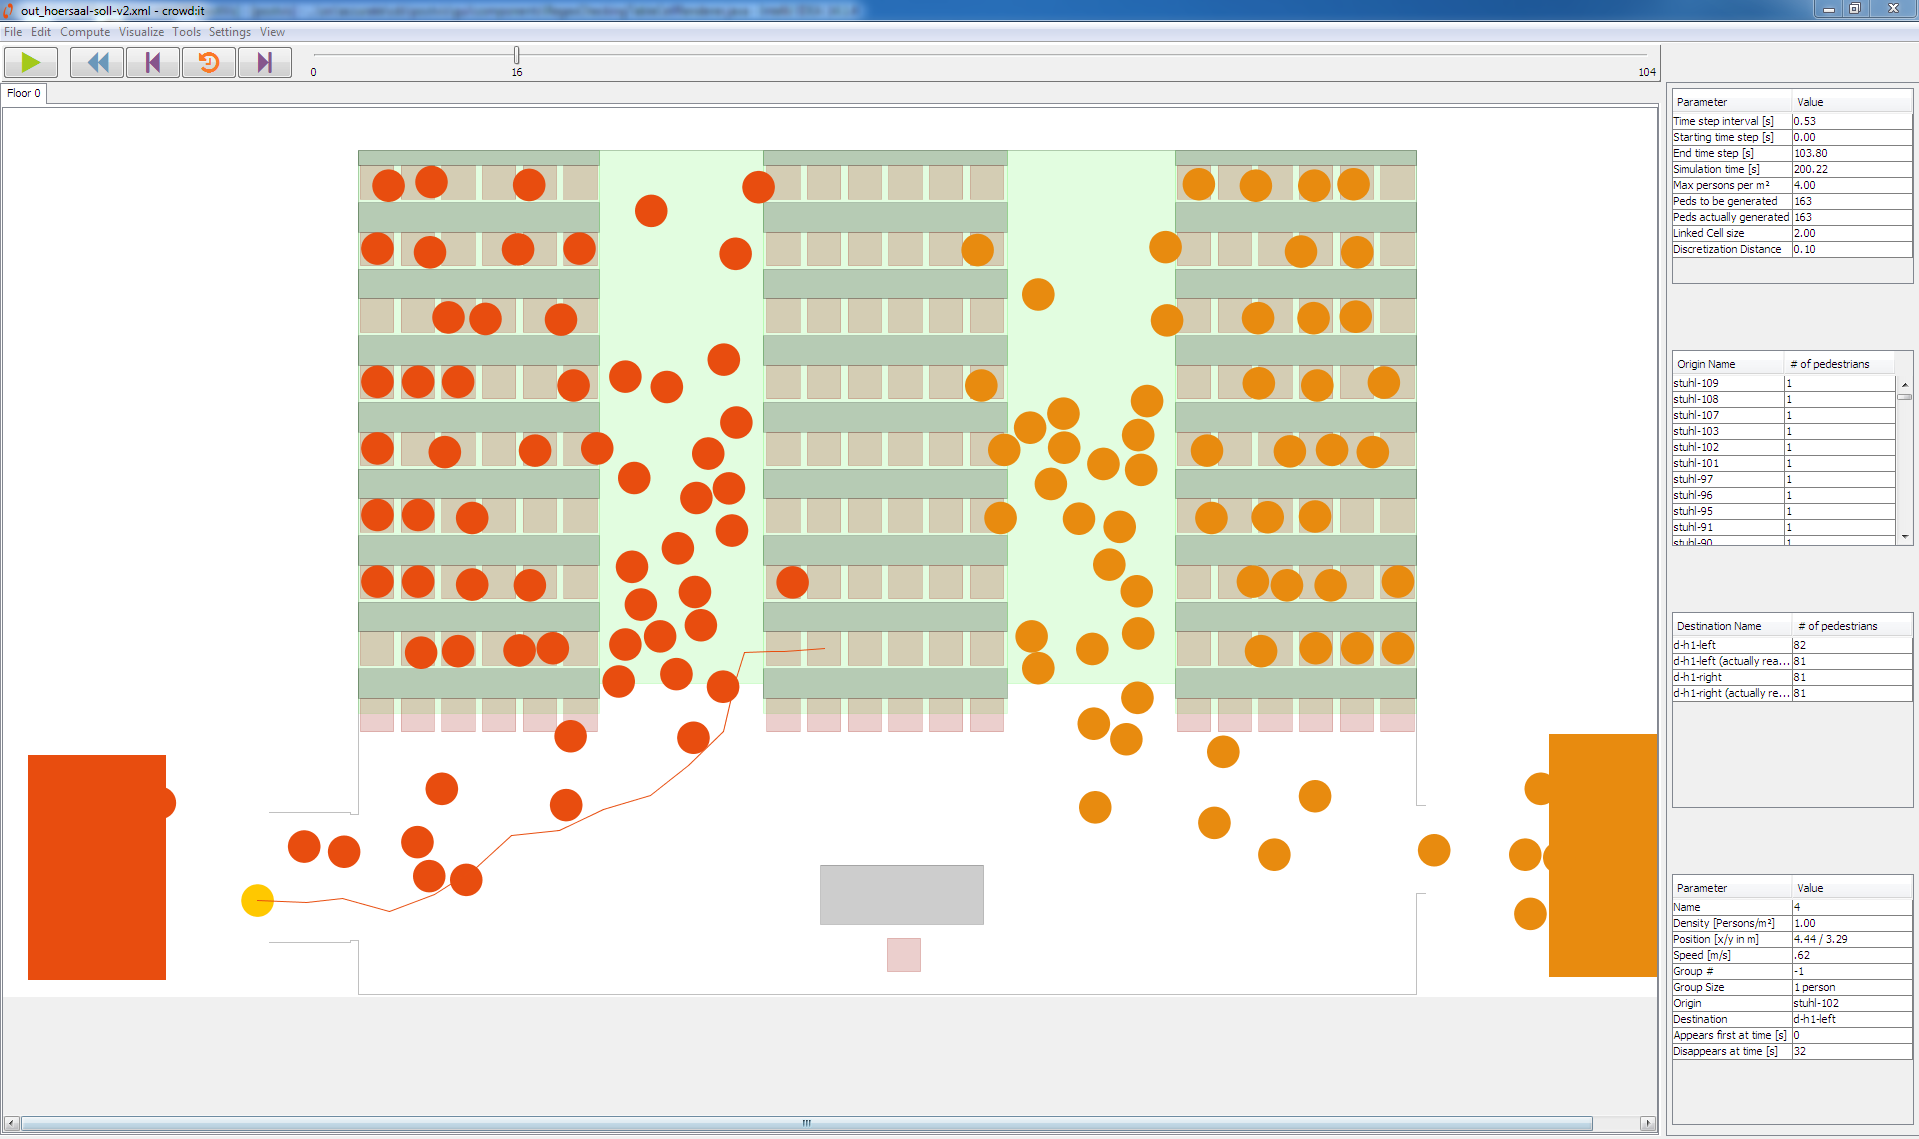 out_hoersaal-soll-v2.xml - crowd:it
File Edit Compute Visualize Tools Settings View
0 16 104
Floor 0
Parameter Value
Time step interval [s] 0.53
Starting time step [s] 0.00
End time step [s] 103.80
Simulation time [s] 200.22
Max persons per m² 4.00
Peds to be generated 163
Peds actually generated 163
Linked Cell size 2.00
Discretization Distance 0.10
Origin Name # of pedestrians
stuhl-109 1
stuhl-108 1
stuhl-107 1
stuhl-103 1
stuhl-102 1
stuhl-101 1
stuhl-97 1
stuhl-96 1
stuhl-95 1
stuhl-91 1
stuhl-90 1
Destination Name # of pedestrians
d-h1-left 82
d-h1-left (actually rea... 81
d-h1-right 81
d-h1-right (actually re... 81
Parameter Value
Name 4
Density [Persons/m²] 1.00
Position [x/y in m] 4.44 / 3.29
Speed [m/s] .62
Group # -1
Group Size 1 person
Origin stuhl-102
Destination d-h1-left
Appears first at time [s] 0
Disappears at time [s] 32